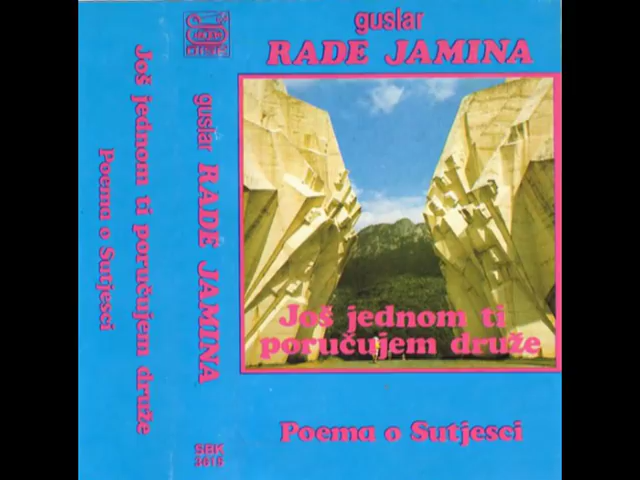 guslar
RADE JAMINA
Još jednom ti
poručujem druže
Poema o Sutjesci
guslar RADE JAMINA
SBK
Još jednom ti poručujem druže
Poema o Sutjesci